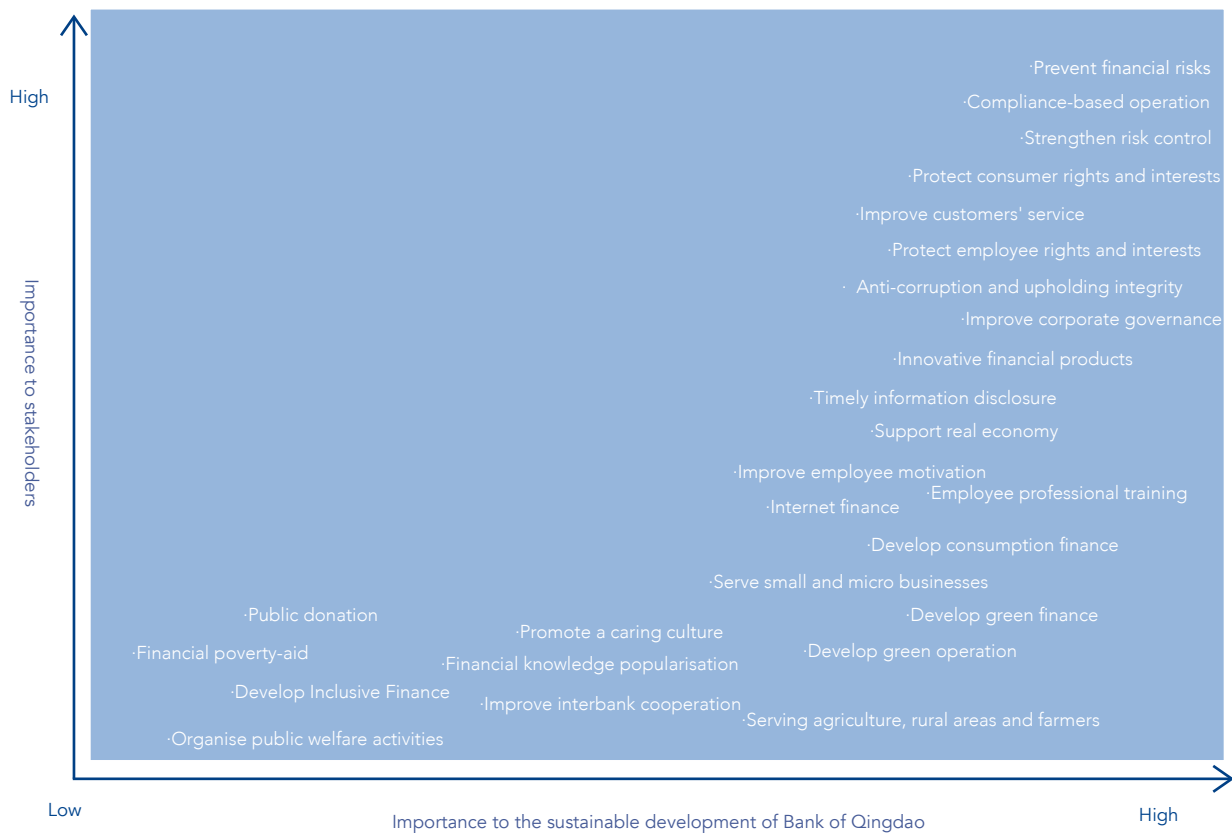 High
·Prevent financial risks
·Compliance-based operation
·Strengthen risk control
·Protect consumer rights and interests
·Improve customers' service
·Protect employee rights and interests
· Anti-corruption and upholding integrity
·Improve corporate governance
·Innovative financial products
·Timely information disclosure
·Support real economy
·Improve employee motivation
·Employee professional training
·Internet finance
·Develop consumption finance
·Serve small and micro businesses
·Public donation
·Develop green finance
·Promote a caring culture
·Financial poverty-aid
·Develop green operation
·Financial knowledge popularisation
·Develop Inclusive Finance
·Improve interbank cooperation
·Serving agriculture, rural areas and farmers
·Organise public welfare activities
Importance to stakeholders
Low
Importance to the sustainable development of Bank of Qingdao
High